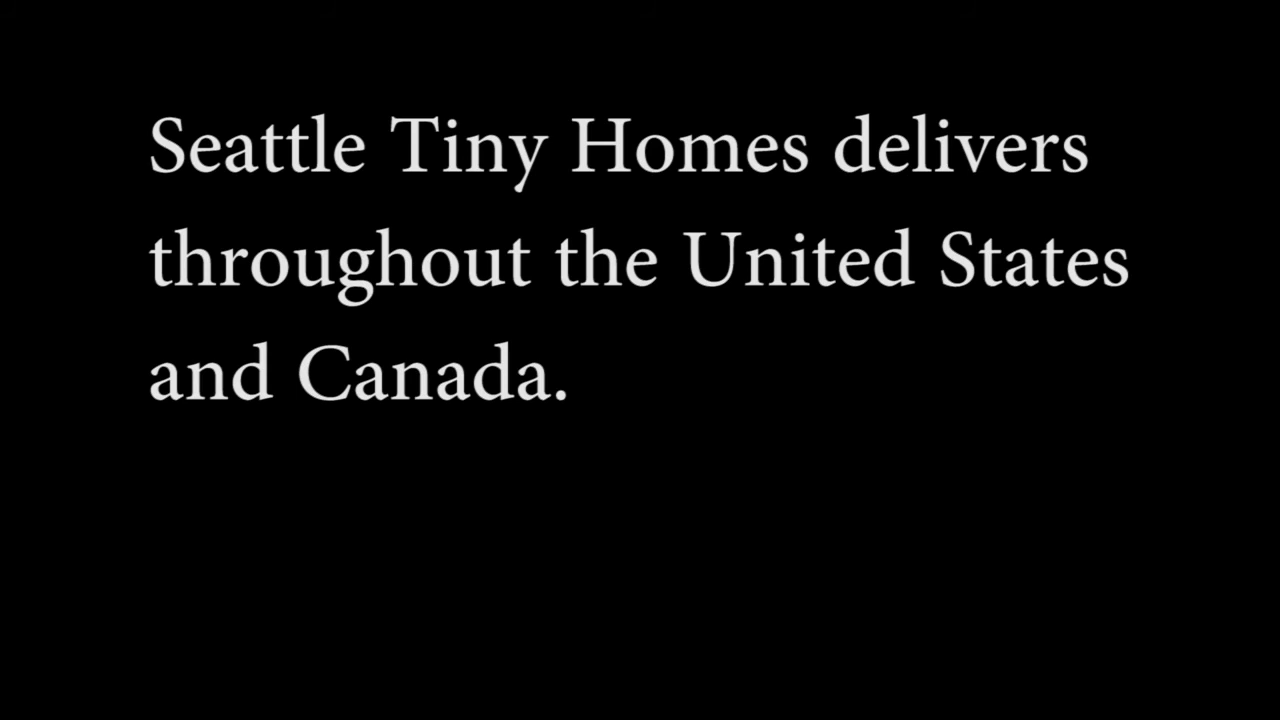 Seattle Tiny Homes delivers
throughout the United States
and Canada.